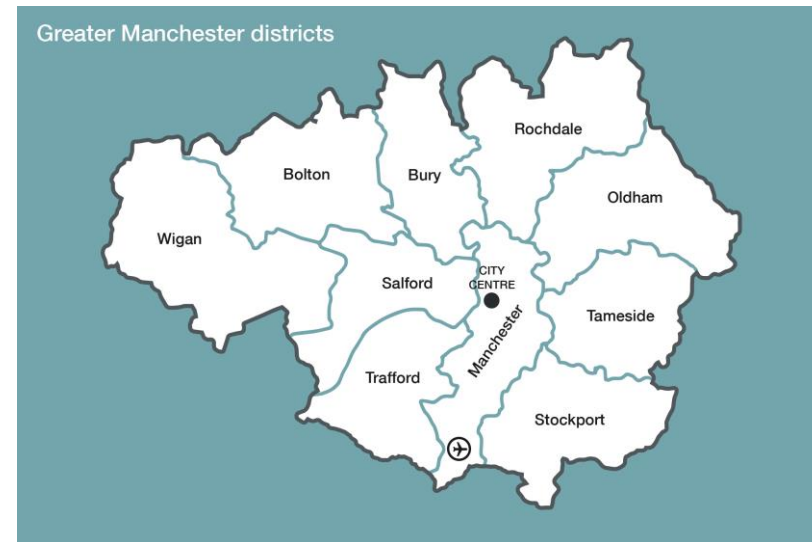 Greater Manchester districts
Rochdale
Bolton
Bury
Oldham
Wigan
CITY
CENTRE
Salford
Tameside
Manchester
Trafford
Stockport